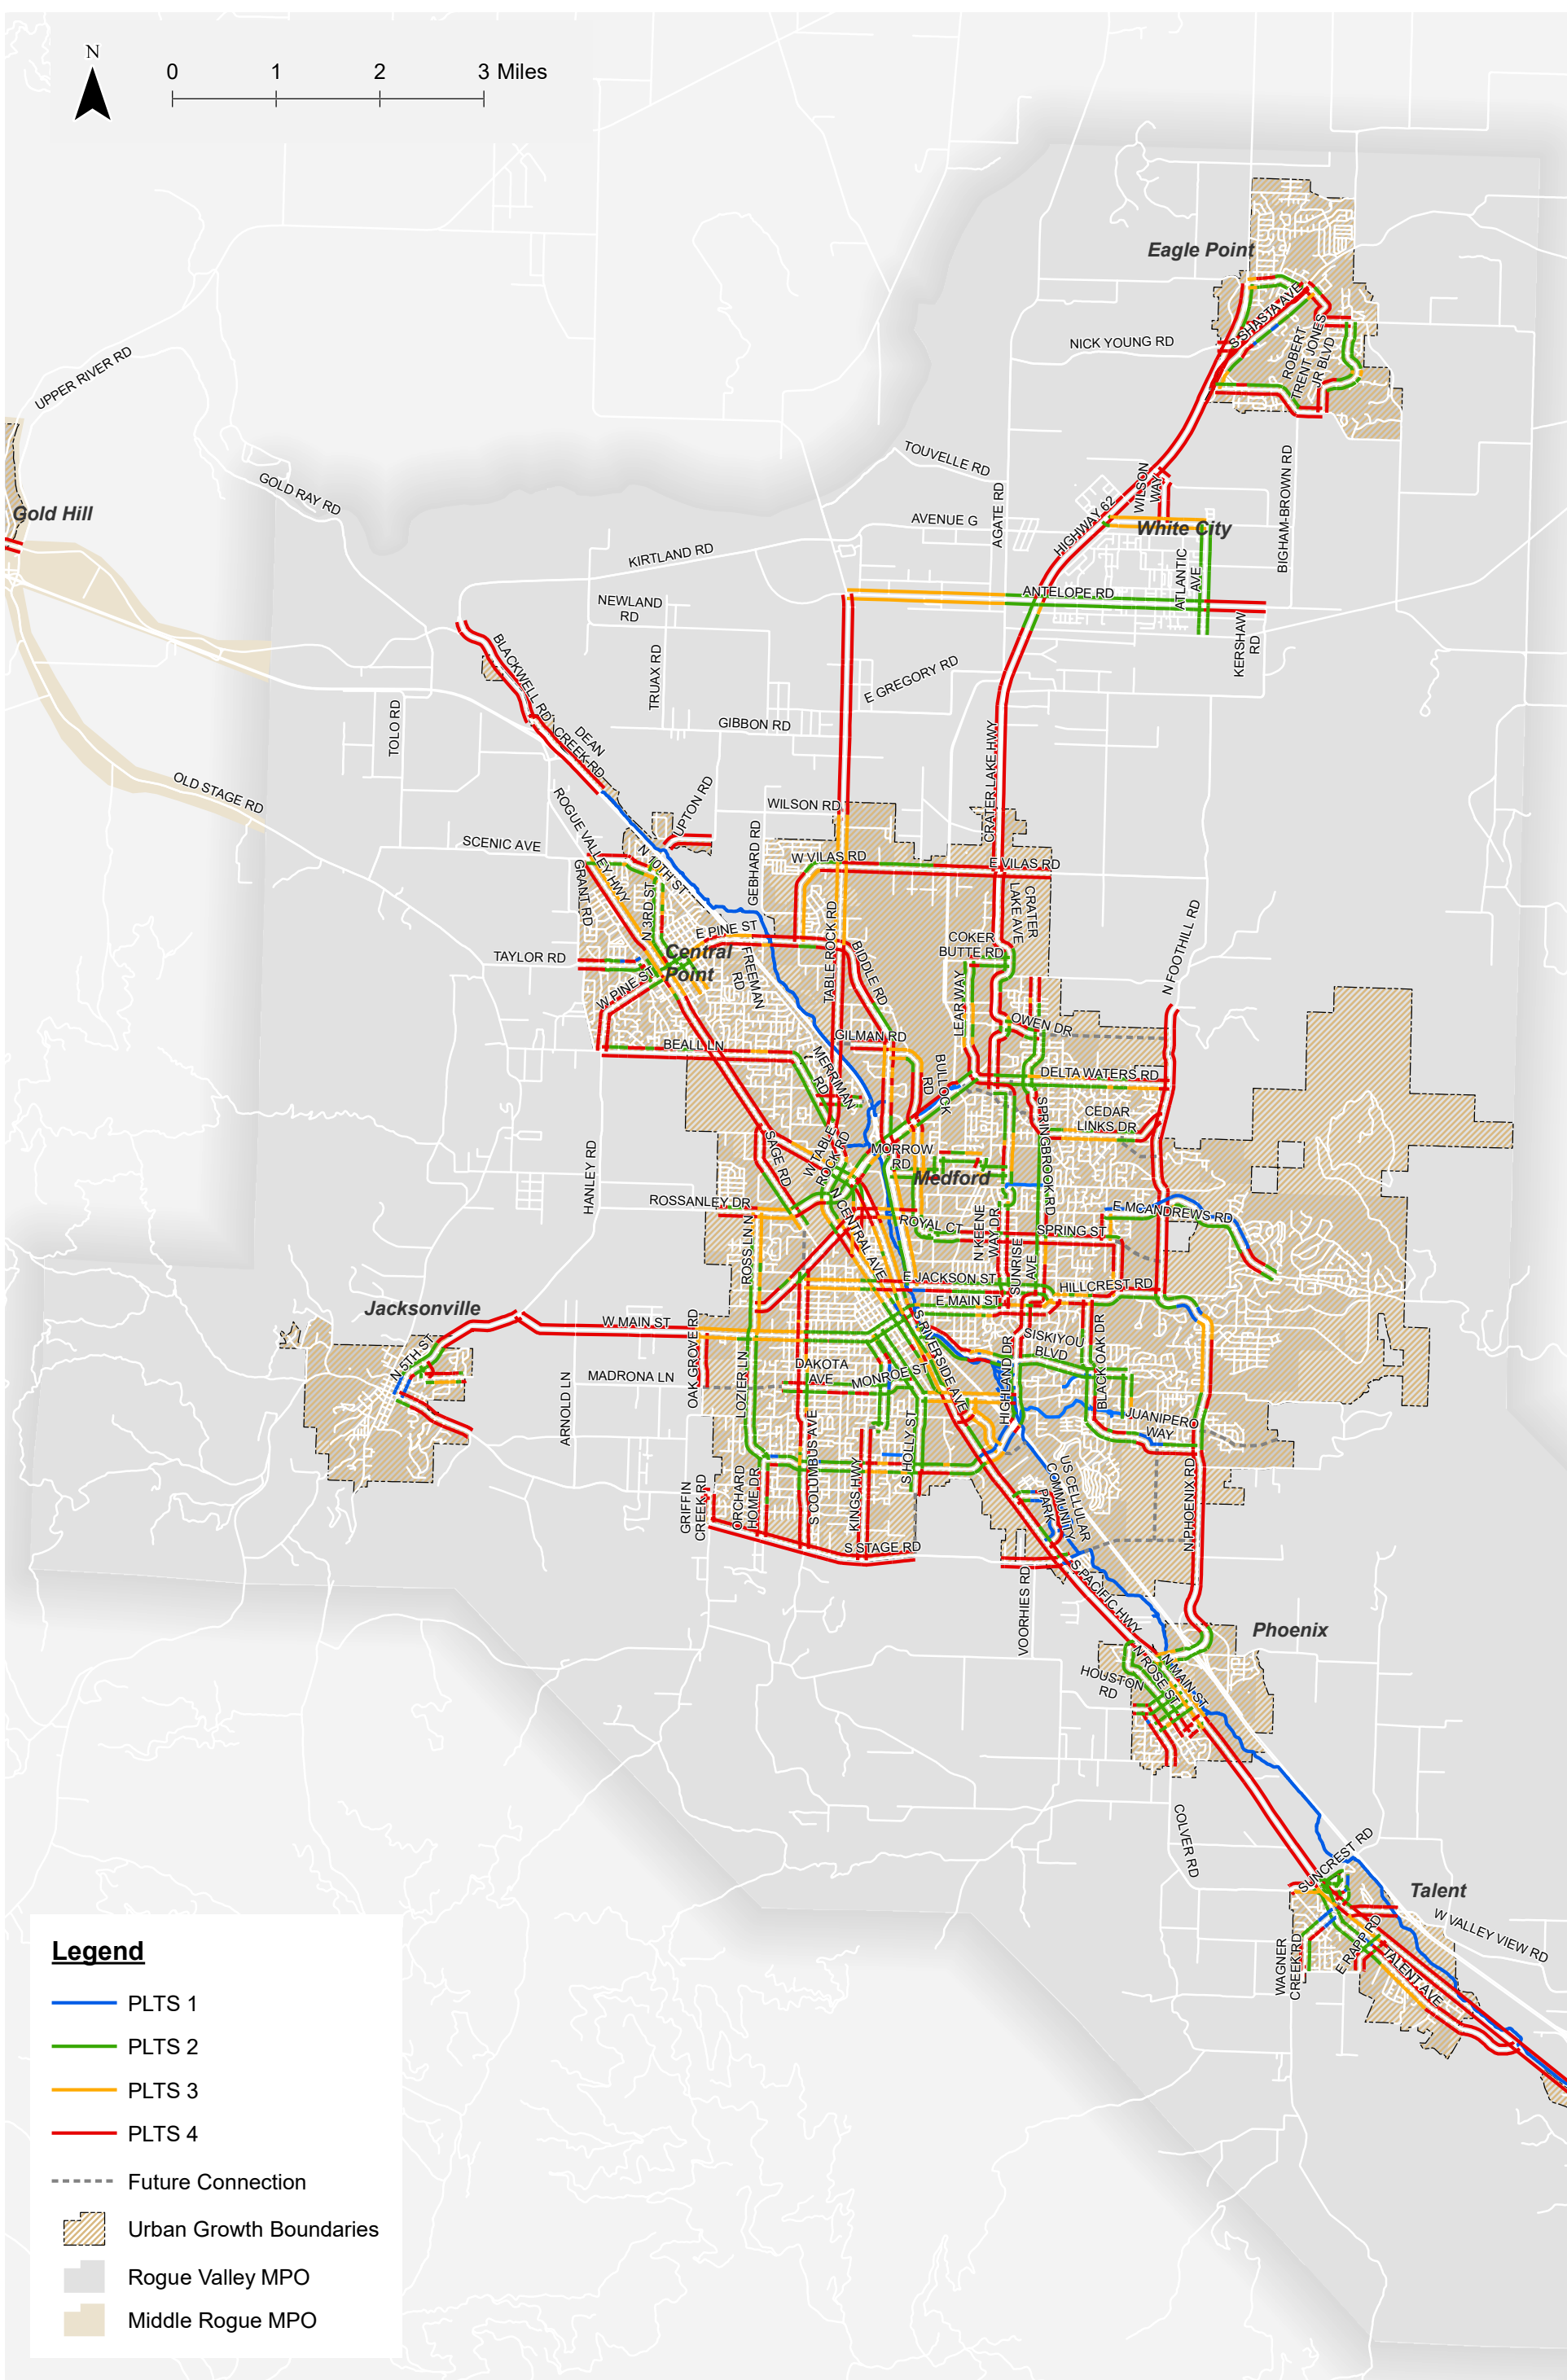 N
0 1 2 3 Miles
Eagle Point
S SHASTA AVE
NICK YOUNG RD
ROBERT
TRENT JONES
JR BLVD
UPPER RIVER RD
TOUVELLE RD
GOLD RAY RD
WILSON
WAY
BIGHAM-BROWN RD
AGATE RD
Gold Hill
AVENUE G
HIGHWAY 62
White City
KIRTLAND RD
ATLANTIC
AVE
ANTELOPE RD
NEWLAND
RD
KERSHAW
RD
BLACKWELL RD
TRUAX RD
E GREGORY RD
TOLO RD
GIBBON RD
DEAN
CREEK RD
CRATER LAKE HWY
OLD STAGE RD
UPTON RD
WILSON RD
ROGUE VALLEY HWY
SCENIC AVE
GEBHARD RD
N 10TH ST
W VILAS RD
E VILAS RD
GRANT RD
N 3RD ST
CRATER
LAKE AVE
TABLE ROCK RD
E PINE ST
COKER
BUTTE RD
N FOOTHILL RD
Central
Point
TAYLOR RD
FREEMAN
RD
BIDDLE RD
W PINE ST
LEAR WAY
OWEN DR
GILMAN RD
BEALL LN
MERRIMAN
RD
BULLOCK
RD
DELTA WATERS RD
CEDAR
LINKS DR
SPRINGBROOK RD
SAGE RD
W TABLE
ROCK RD
MORROW
RD
Medford
HANLEY RD
ROSSANLEY DR
N CENTRAL AVE
ROYAL CT
N KEENE
WAY DR
SPRING ST
E MCANDREWS RD
ROSS LN N
SUNRISE
AVE
E JACKSON ST
HILLCREST RD
E MAIN ST
Jacksonville
W MAIN ST
OAK GROVE RD
S RIVERSIDE AVE
SISKIYOU
BLVD
BLACK OAK DR
HIGHLAND DR
N 5TH ST
MADRONA LN
LOZIER LN
DAKOTA
AVE
MONROE ST
ARNOLD LN
JUANIPERO
WAY
S COLUMBUS AVE
S HOLLY ST
GRIFFIN
CREEK RD
ORCHARD
HOME DR
KINGS HWY
US CELLULAR
COMMUNITY
PARK
N PHOENIX RD
S STAGE RD
VOORHIES RD
S PACIFIC HWY
Phoenix
HOUSTON
RD
N ROSE ST
N MAIN ST
COLVER RD
SUNCREST RD
Talent
W VALLEY VIEW RD
WAGNER
CREEK RD
E RAPP RD
TALENT AVE
Legend
PLTS 1
PLTS 2
PLTS 3
PLTS 4
Future Connection
Urban Growth Boundaries
Rogue Valley MPO
Middle Rogue MPO